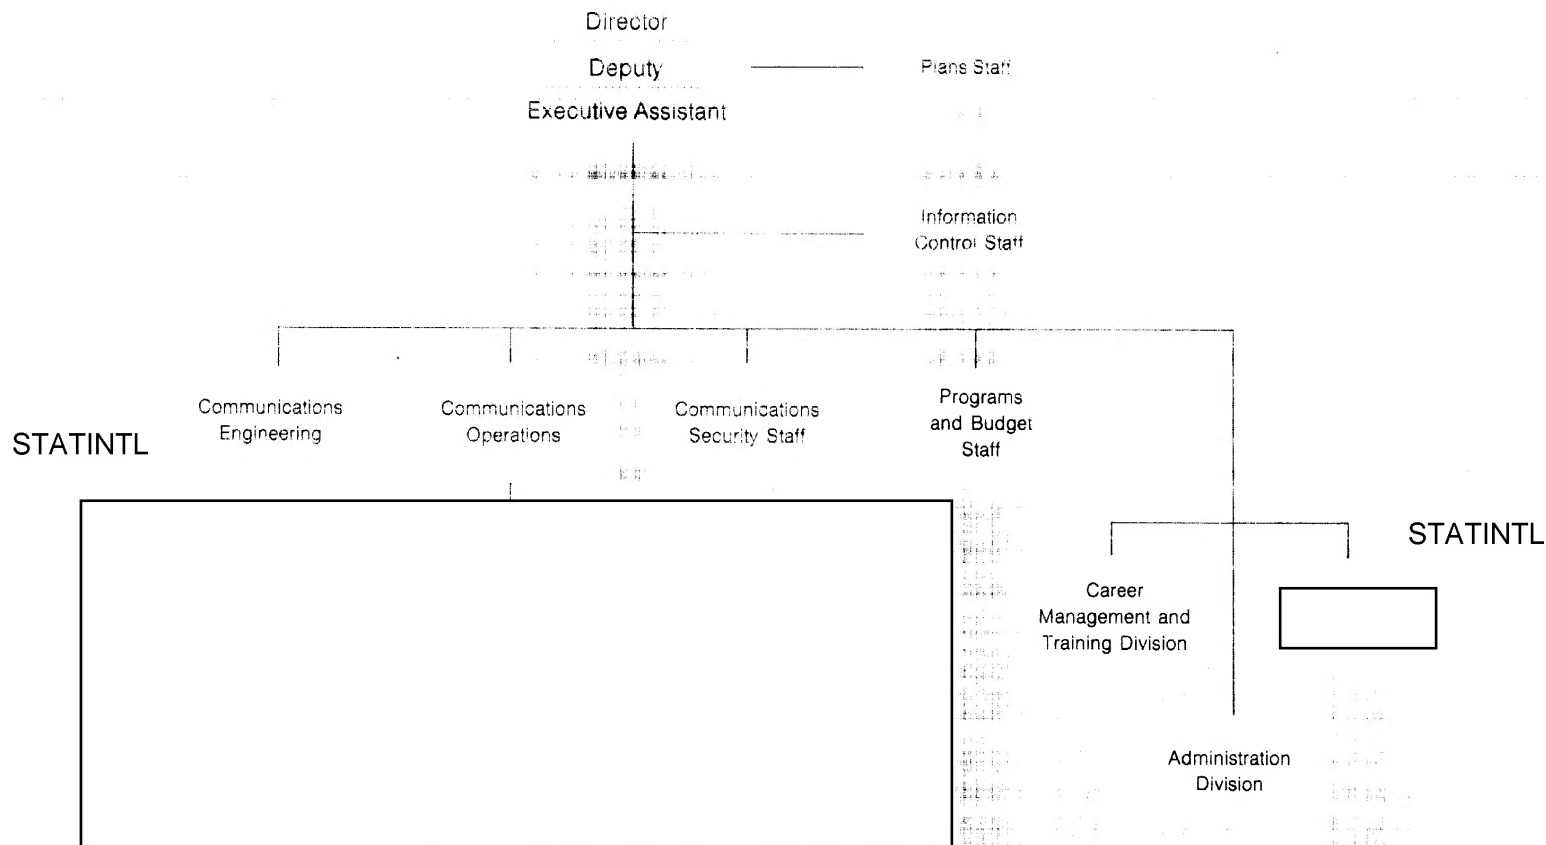 Director
Deputy
Plans Staff
Executive Assistant
Information
Control Staff
Communications
Engineering
Communications
Operations
Communications
Security Staff
Programs
and Budget
Staff
STATINTL
STATINTL
Career
Management and
Training Division
Administration
Division